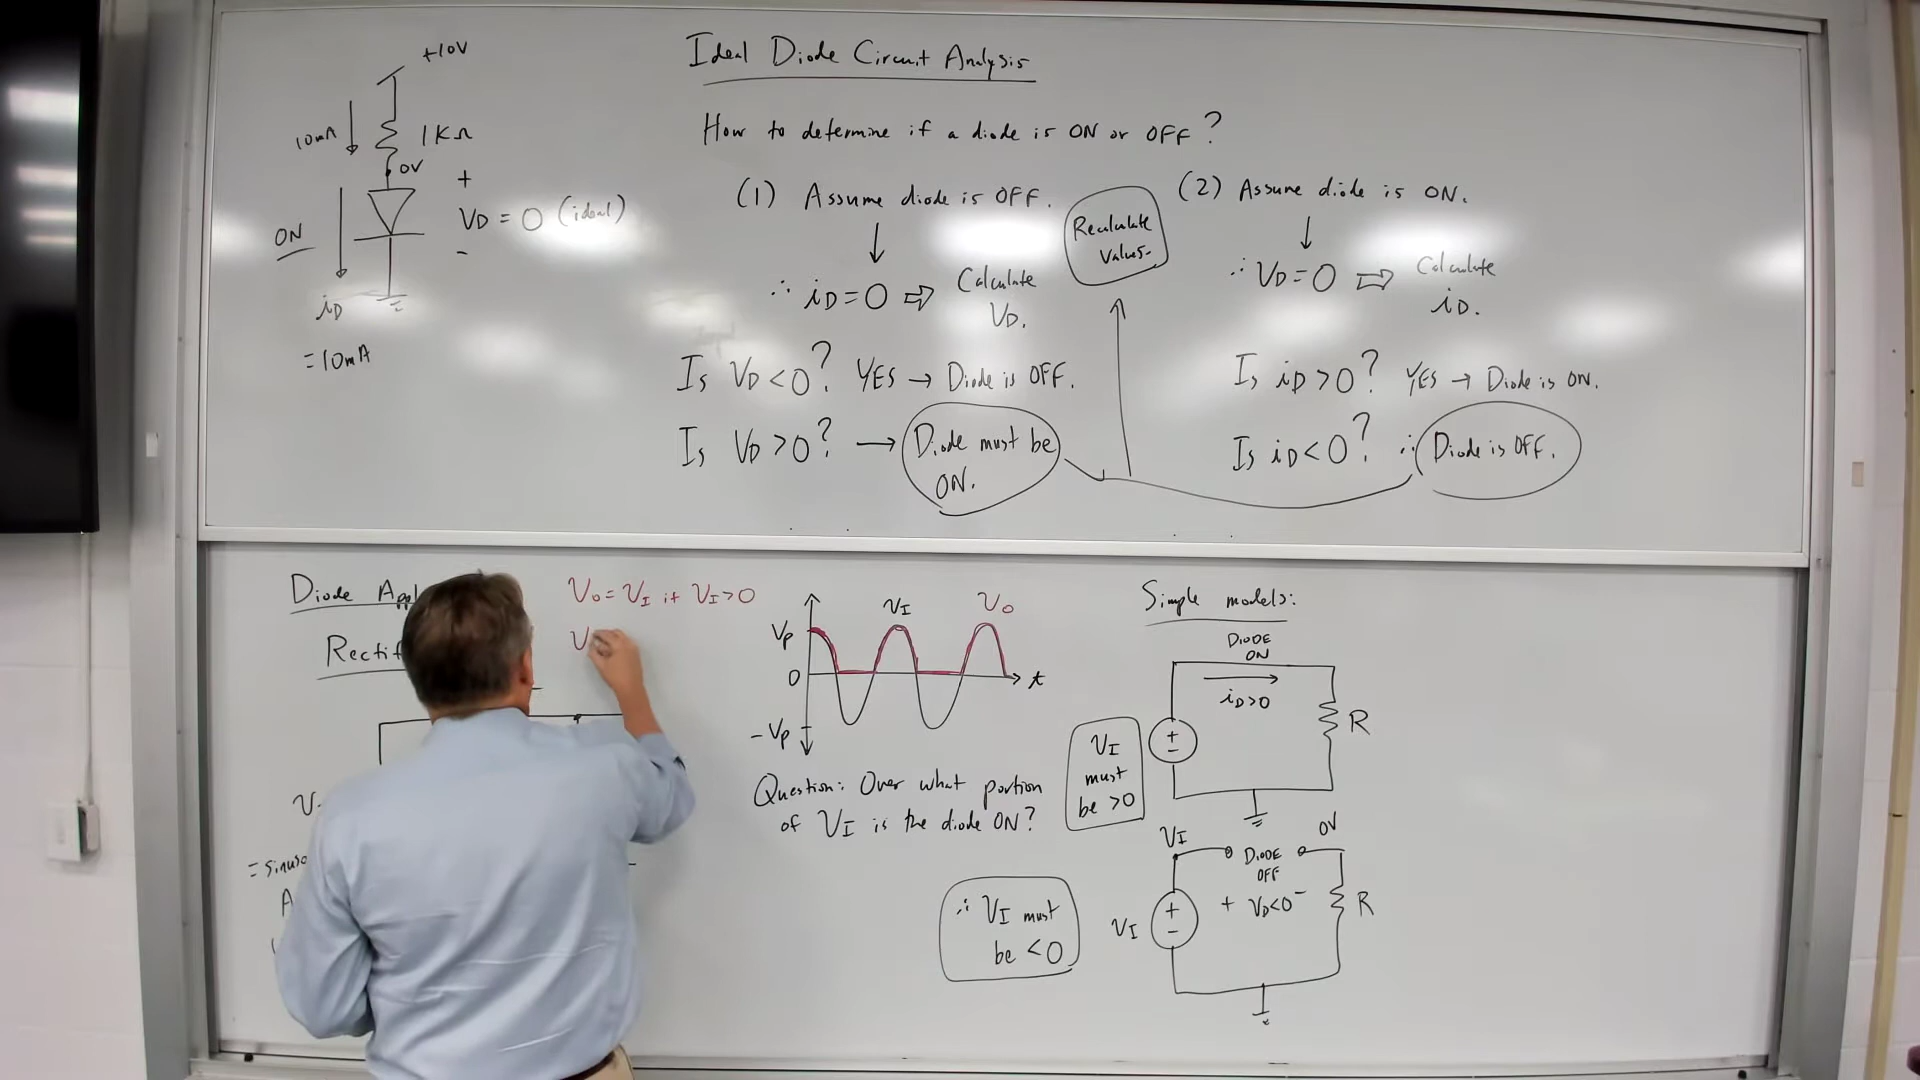 Ideal Diode Circuit Analysis
How to determine if a diode is ON or OFF?
+10V
10mA
1KΩ
0V
+
VD = 0 (ideal)
-
ON
iD
= 10mA
(1) Assume diode is OFF.
↓
∴ iD = 0 ⇨ Calculate
VD.
Is VD < 0? YES → Diode is OFF.
Is VD > 0? → Diode must be
ON.
Recalculate
Values.
(2) Assume diode is ON.
↓
∴ VD = 0 ⇨ Calculate
iD.
Is iD > 0? YES → Diode is ON.
Is iD < 0? ∴ Diode is OFF.
Diode App
Rectif
V
= sinuso
A
Vo = VI if VI > 0
V
VI
Vo
Vp
0
t
-Vp
Question: Over what portion
of VI is the diode ON?
Simple models:
DIODE
ON
iD>0
+
-
R
VI
must
be >0
VI
0V
DIODE
OFF
+ VD<0 -
VI
+
-
R
∴ VI must
be < 0